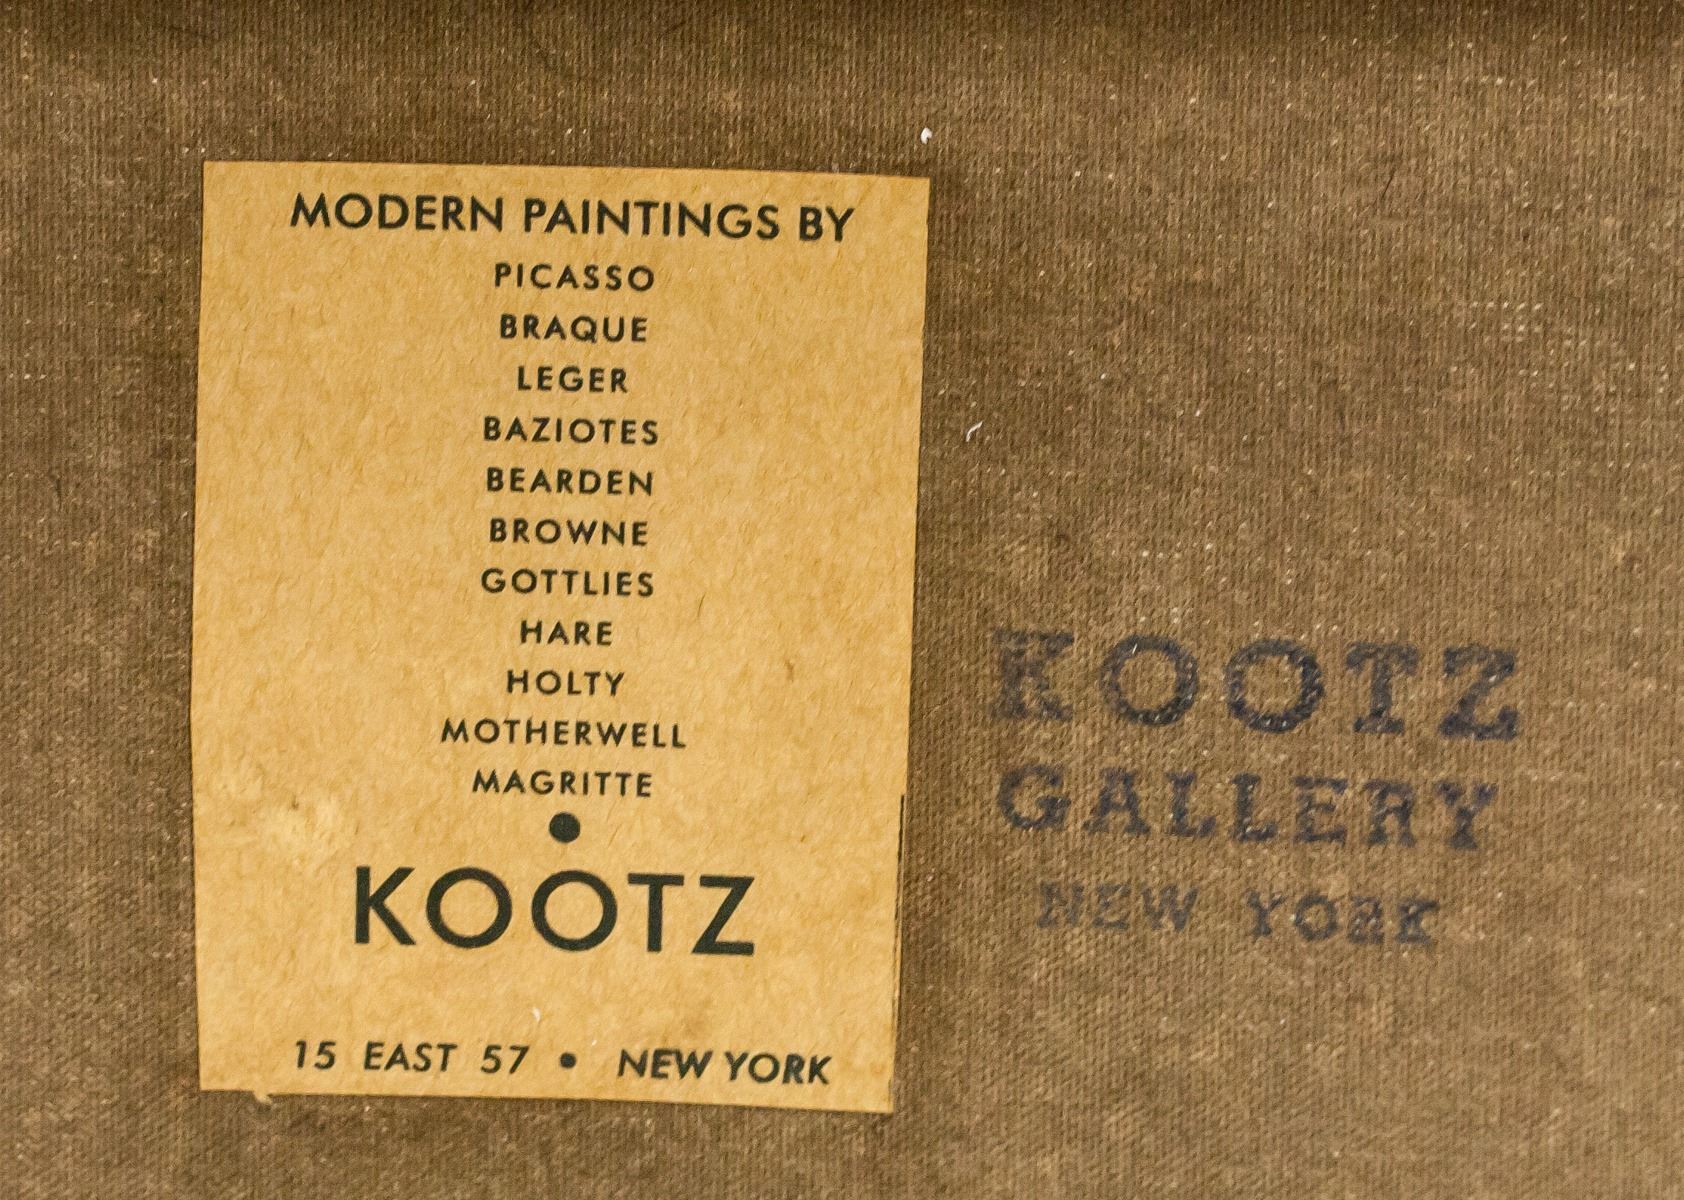 MODERN PAINTINGS BY
PICASSO
BRAQUE
LEGER
BAZIOTES
BEARDEN
BROWNE
GOTTLIES
HARE
HOLTY
MOTHERWELL
MAGRITTE
•
KOOTZ
15 EAST 57 • NEW YORK
KOOTZ
GALLERY
NEW YORK